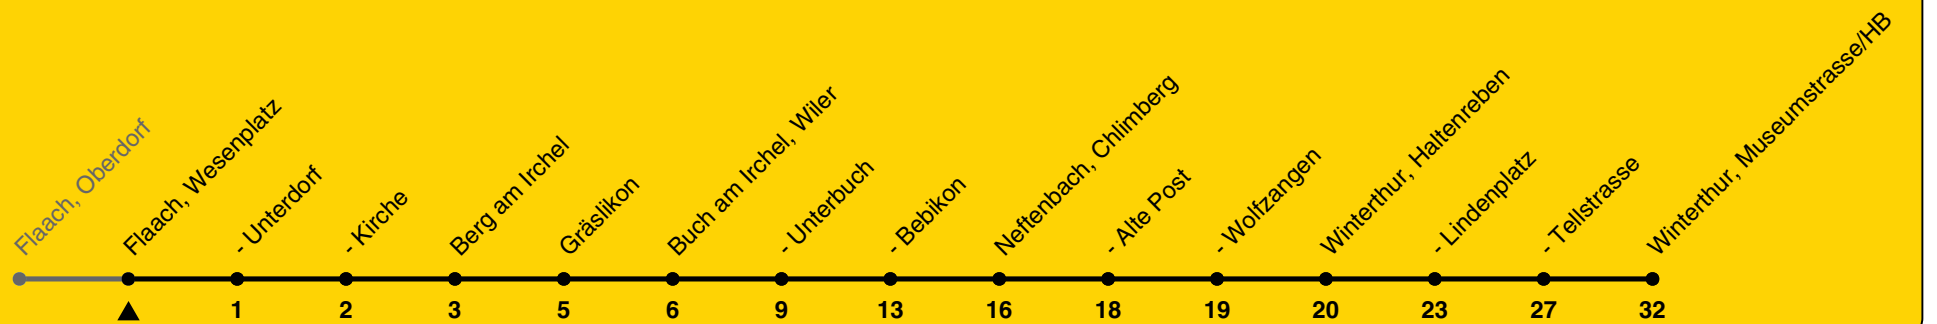 Flaach, Oberdorf
Flaach, Wesenplatz
- Unterdorf
- Kirche
Berg am Irchel
Gräslikon
Buch am Irchel, Wiler
- Unterbuch
- Bebikon
Neftenbach, Chlimberg
- Alte Post
- Wolfzangen
Winterthur, Haltenreben
- Lindenplatz
- Tellstrasse
Winterthur, Museumstrasse/HB
1 2 3 5 6 9 13 16 18 19 20 23 27 32